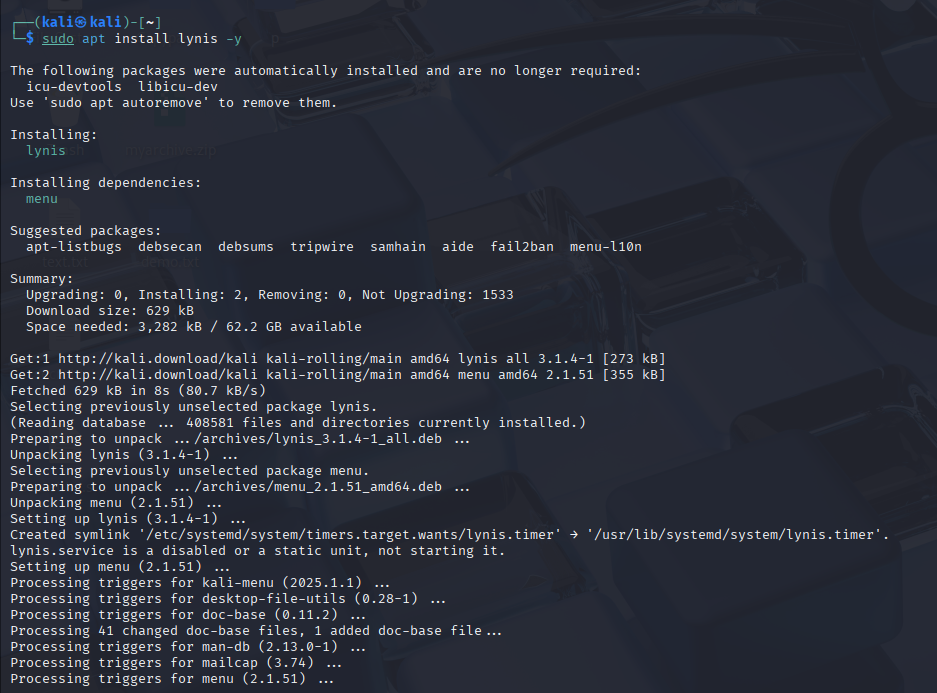 ┌──(kali㉿kali)-[~]
└─$ sudo apt install lynis -y
The following packages were automatically installed and are no longer required:
  icu-devtools  libicu-dev
Use 'sudo apt autoremove' to remove them.
Installing:
  lynis
Installing dependencies:
  menu
Suggested packages:
  apt-listbugs  debsecan  debsums  tripwire  samhain  aide  fail2ban  menu-l10n
Summary:
  Upgrading: 0, Installing: 2, Removing: 0, Not Upgrading: 1533
  Download size: 629 kB
  Space needed: 3,282 kB / 62.2 GB available
Get:1 http://kali.download/kali kali-rolling/main amd64 lynis all 3.1.4-1 [273 kB]
Get:2 http://kali.download/kali kali-rolling/main amd64 menu amd64 2.1.51 [355 kB]
Fetched 629 kB in 8s (80.7 kB/s)
Selecting previously unselected package lynis.
(Reading database ... 408581 files and directories currently installed.)
Preparing to unpack .../archives/lynis_3.1.4-1_all.deb ...
Unpacking lynis (3.1.4-1) ...
Selecting previously unselected package menu.
Preparing to unpack .../archives/menu_2.1.51_amd64.deb ...
Unpacking menu (2.1.51) ...
Setting up lynis (3.1.4-1) ...
Created symlink '/etc/systemd/system/timers.target.wants/lynis.timer' → '/usr/lib/systemd/system/lynis.timer'.
lynis.service is a disabled or a static unit, not starting it.
Setting up menu (2.1.51) ...
Processing triggers for kali-menu (2025.1.1) ...
Processing triggers for desktop-file-utils (0.28-1) ...
Processing triggers for doc-base (0.11.2) ...
Processing 41 changed doc-base files, 1 added doc-base file...
Processing triggers for man-db (2.13.0-1) ...
Processing triggers for mailcap (3.74) ...
Processing triggers for menu (2.1.51) ...